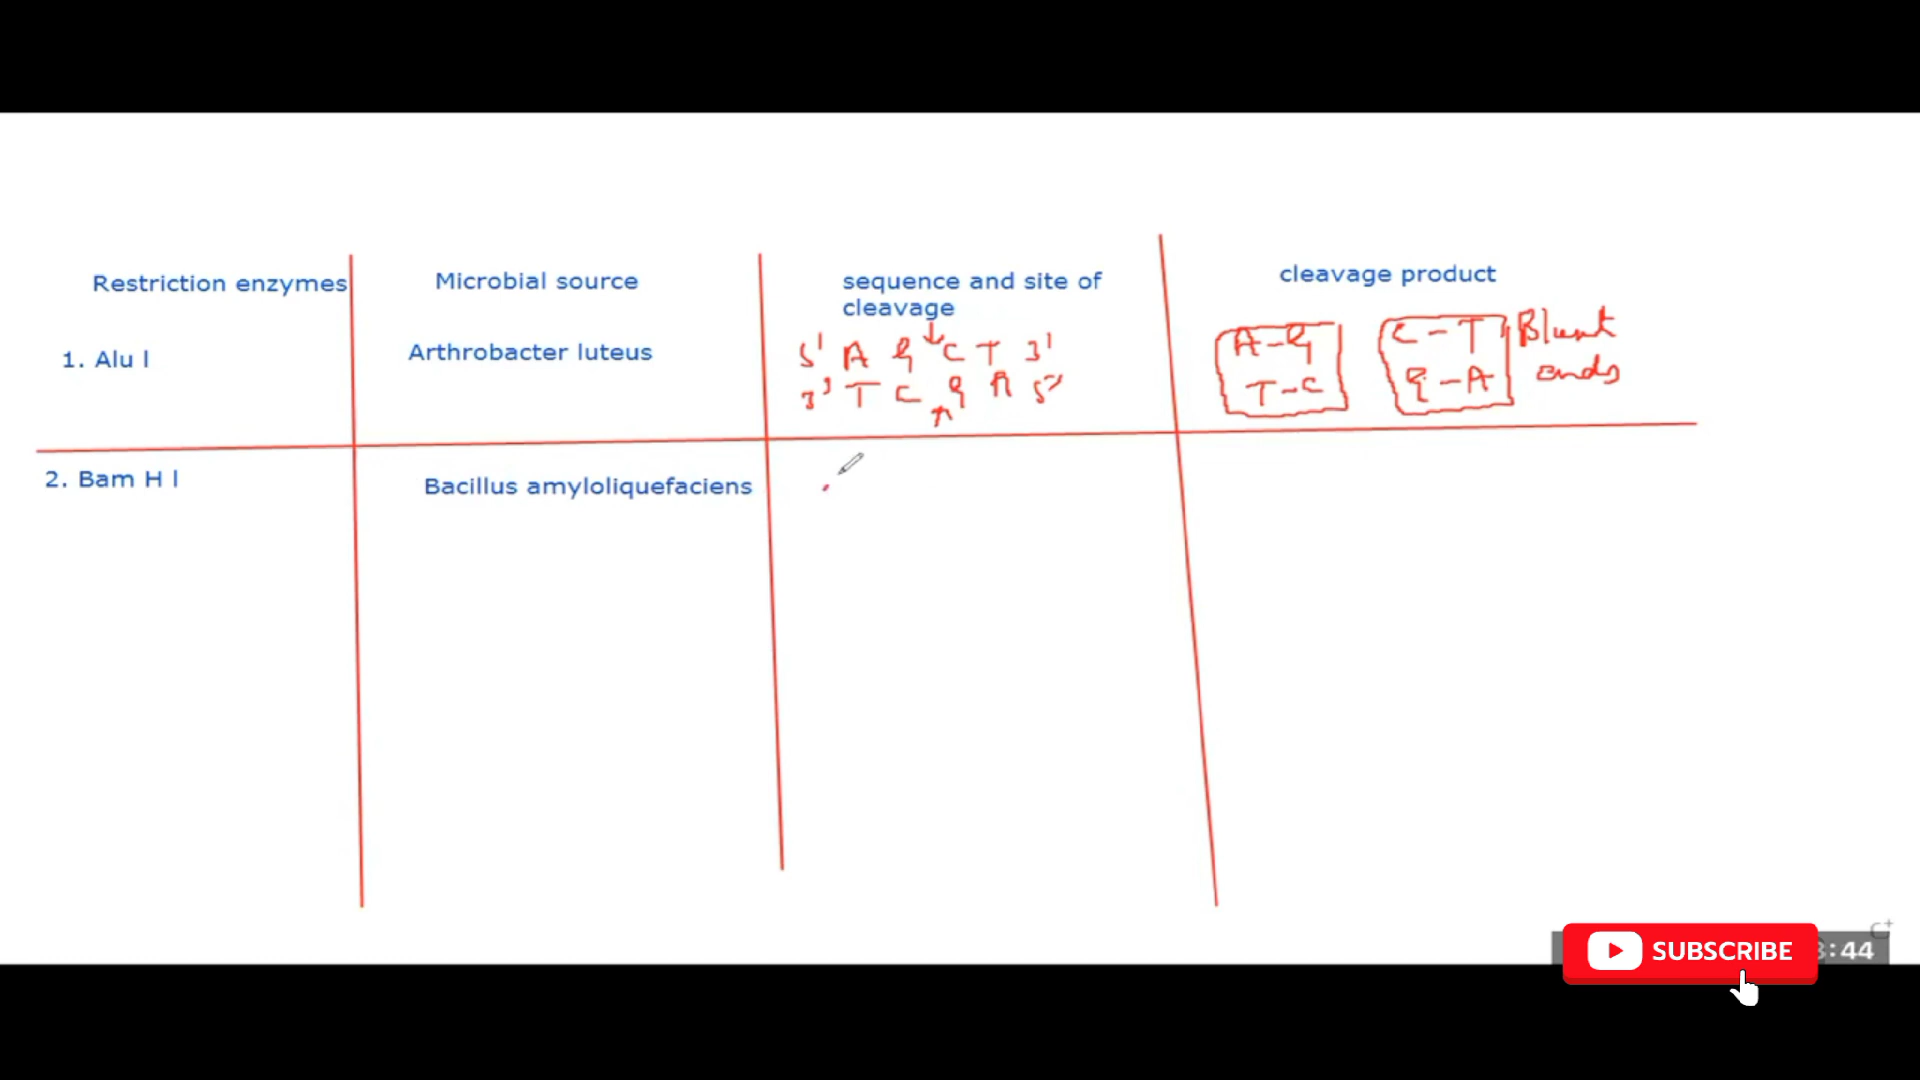 Restriction enzymes
Microbial source
sequence and site of
cleavage
cleavage product
1. Alu l
Arthrobacter luteus
5' A G C T 3'
3' T C G A 5'
A-G
T-C
C-T
G-A
Blunt
ends
2. Bam H l
Bacillus amyloliquefaciens
SUBSCRIBE
:44